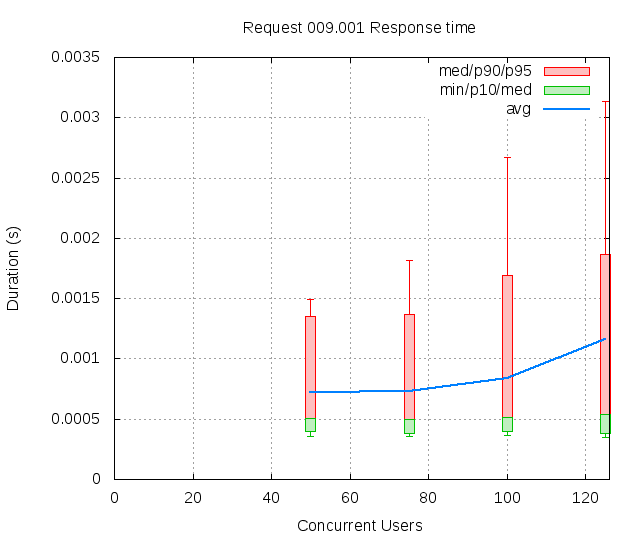 Request 009.001 Response time
0.0035
0.003
0.0025
0.002
0.0015
0.001
0.0005
0
Duration (s)
med/p90/p95
min/p10/med
avg
0 20 40 60 80 100 120
Concurrent Users